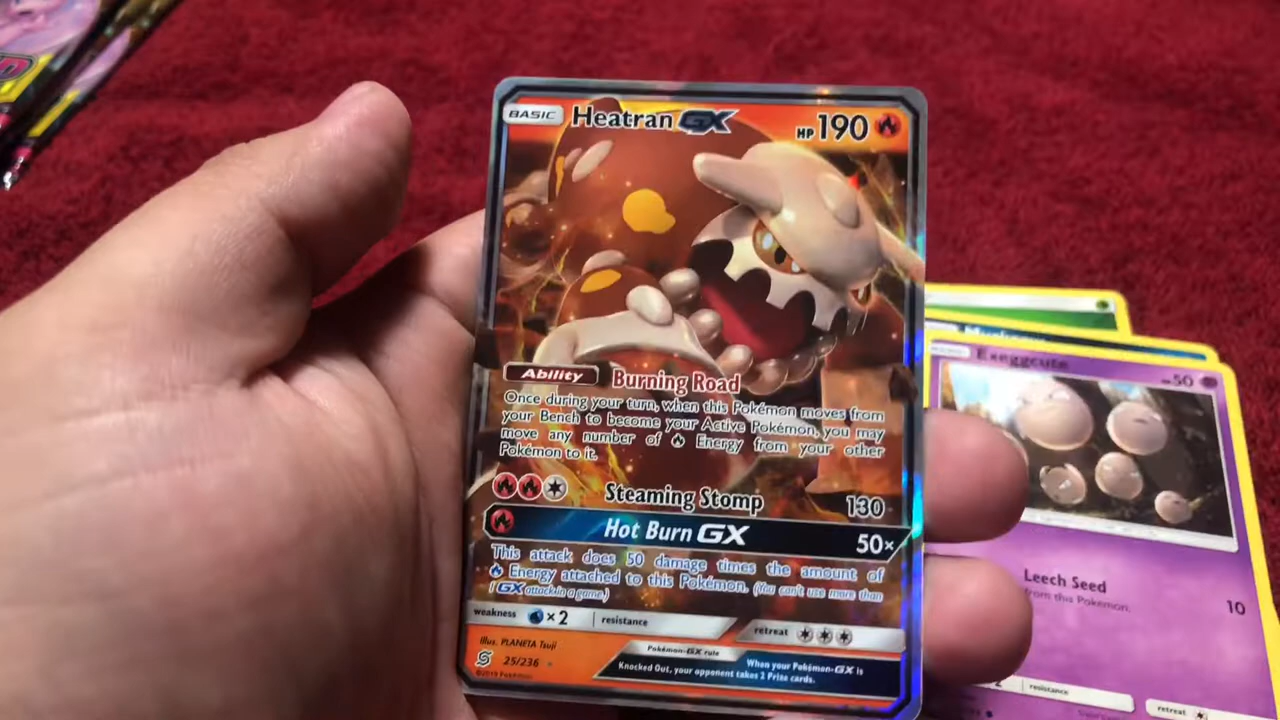 BASIC Heatran GX HP 190
Ability Burning Road
Once during your turn, when this Pokémon moves from
your Bench to become your Active Pokémon, you may
move any number of Energy from your other
Pokémon to it.
Steaming Stomp 130
Hot Burn GX 50×
This attack does 50 damage times the amount of
Energy attached to this Pokémon. (You can't use more than
1 GX attack in a game.)
weakness ×2 resistance retreat
Illus. PLANETA Tsuji
25/236
©2019 Pokémon
Pokémon-GX rule
When your Pokémon-GX is
Knocked Out, your opponent takes 2 Prize cards.
Exeggcute HP 50
Leech Seed 10
from this Pokémon.
resistance
retreat